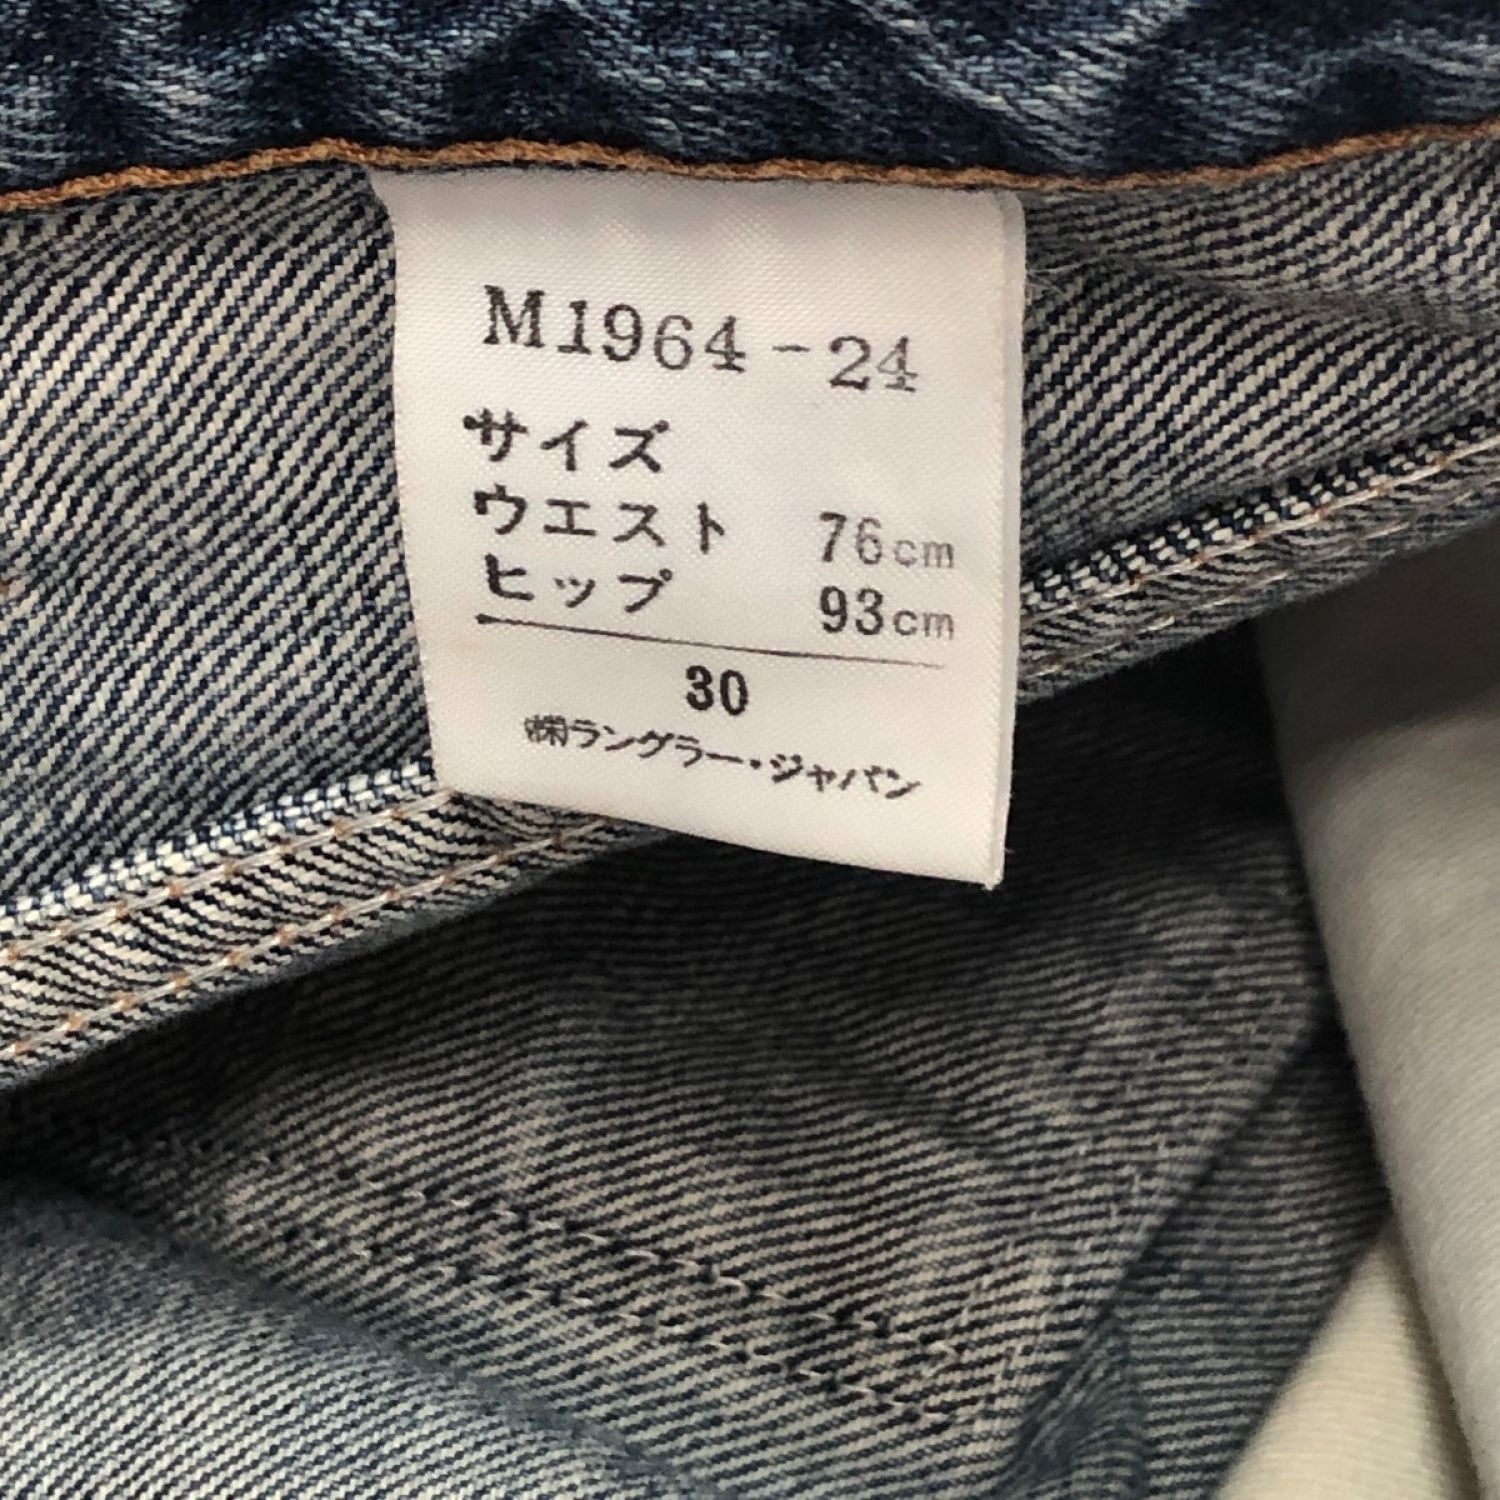 M1964-24
サイズ
ウエスト 76cm
ヒップ 93cm
30
㈱ラングラー・ジャパン